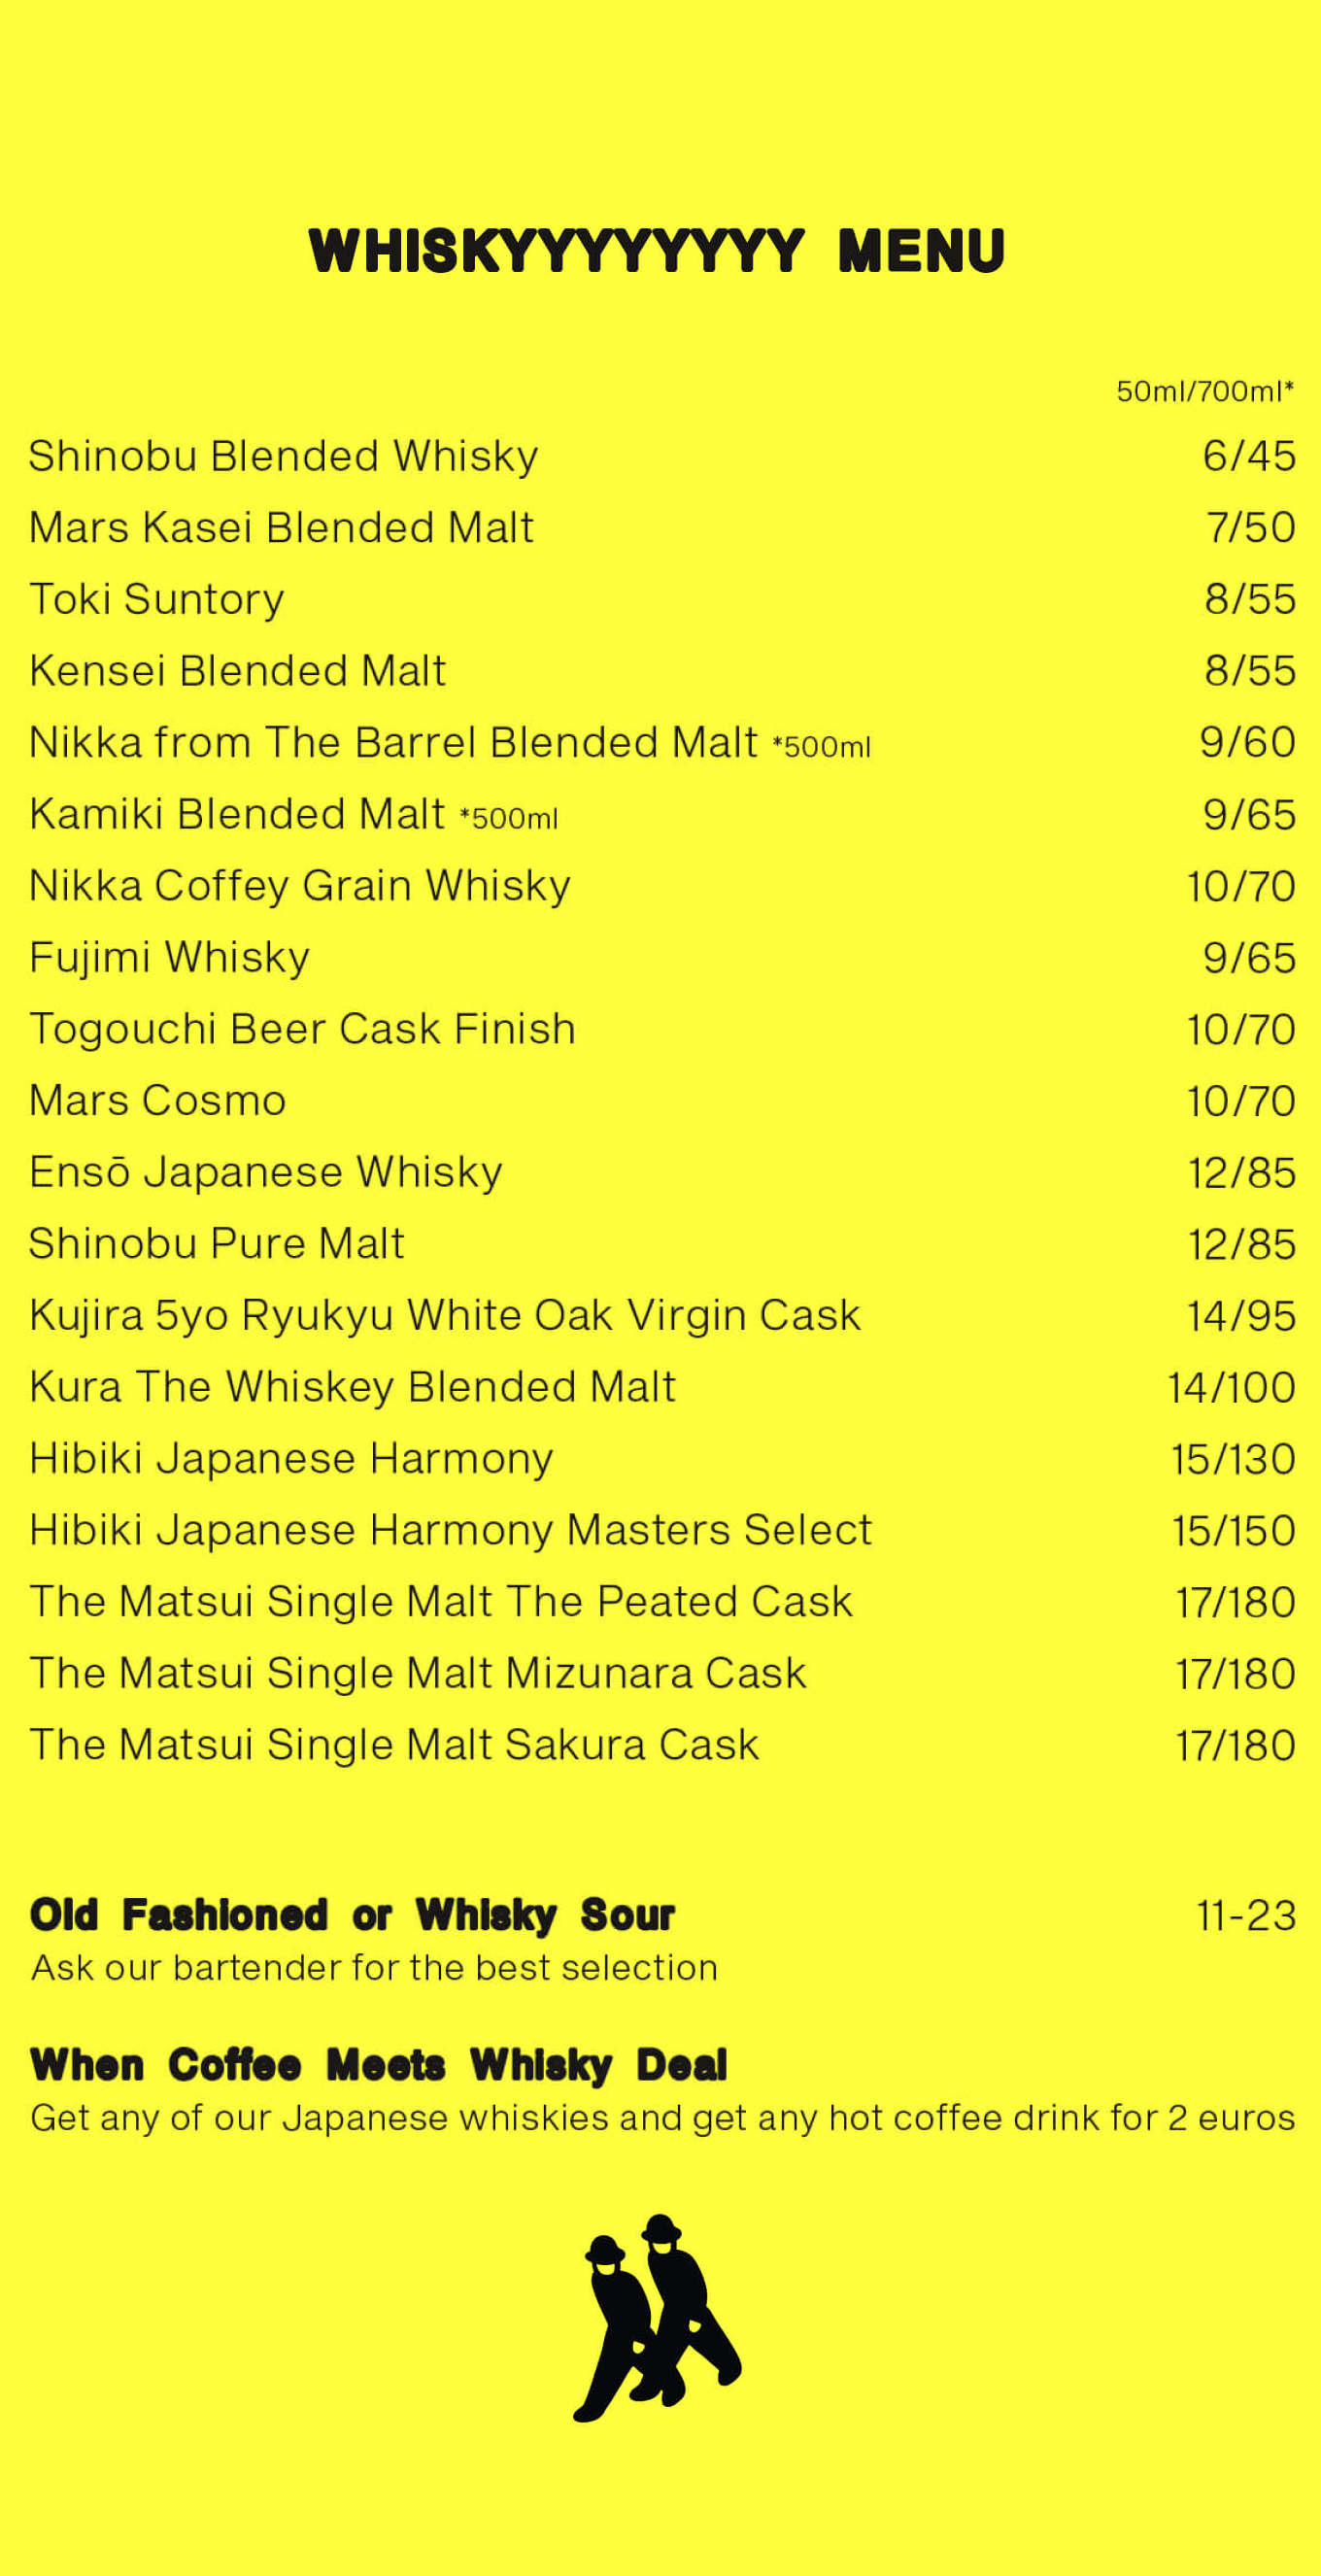 WHISKYYYYYYYY MENU
50ml/700ml*
Shinobu Blended Whisky 6/45
Mars Kasei Blended Malt 7/50
Toki Suntory 8/55
Kensei Blended Malt 8/55
Nikka from The Barrel Blended Malt *500ml 9/60
Kamiki Blended Malt *500ml 9/65
Nikka Coffey Grain Whisky 10/70
Fujimi Whisky 9/65
Togouchi Beer Cask Finish 10/70
Mars Cosmo 10/70
Ensō Japanese Whisky 12/85
Shinobu Pure Malt 12/85
Kujira 5yo Ryukyu White Oak Virgin Cask 14/95
Kura The Whiskey Blended Malt 14/100
Hibiki Japanese Harmony 15/130
Hibiki Japanese Harmony Masters Select 15/150
The Matsui Single Malt The Peated Cask 17/180
The Matsui Single Malt Mizunara Cask 17/180
The Matsui Single Malt Sakura Cask 17/180
Old Fashioned or Whisky Sour 11-23
Ask our bartender for the best selection
When Coffee Meets Whisky Deal
Get any of our Japanese whiskies and get any hot coffee drink for 2 euros